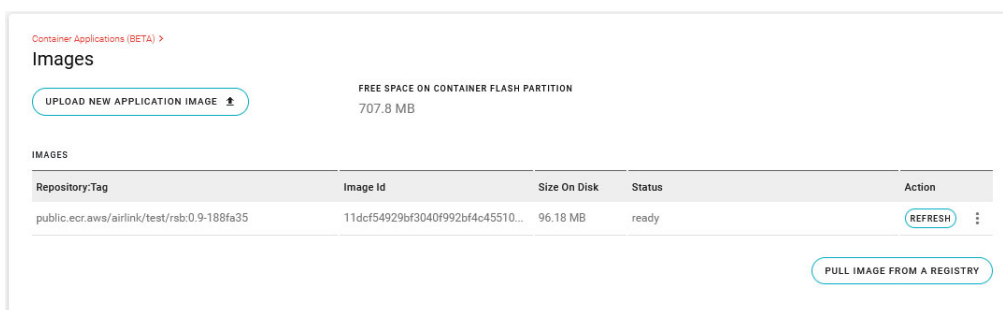 Container Applications (BETA) >
Images
UPLOAD NEW APPLICATION IMAGE
FREE SPACE ON CONTAINER FLASH PARTITION
707.8 MB
IMAGES
Repository:Tag Image Id Size On Disk Status Action
public.ecr.aws/airlink/test/rsb:0.9-188fa35 11dcf54929bf3040f992bf4c45510... 96.18 MB ready REFRESH
PULL IMAGE FROM A REGISTRY